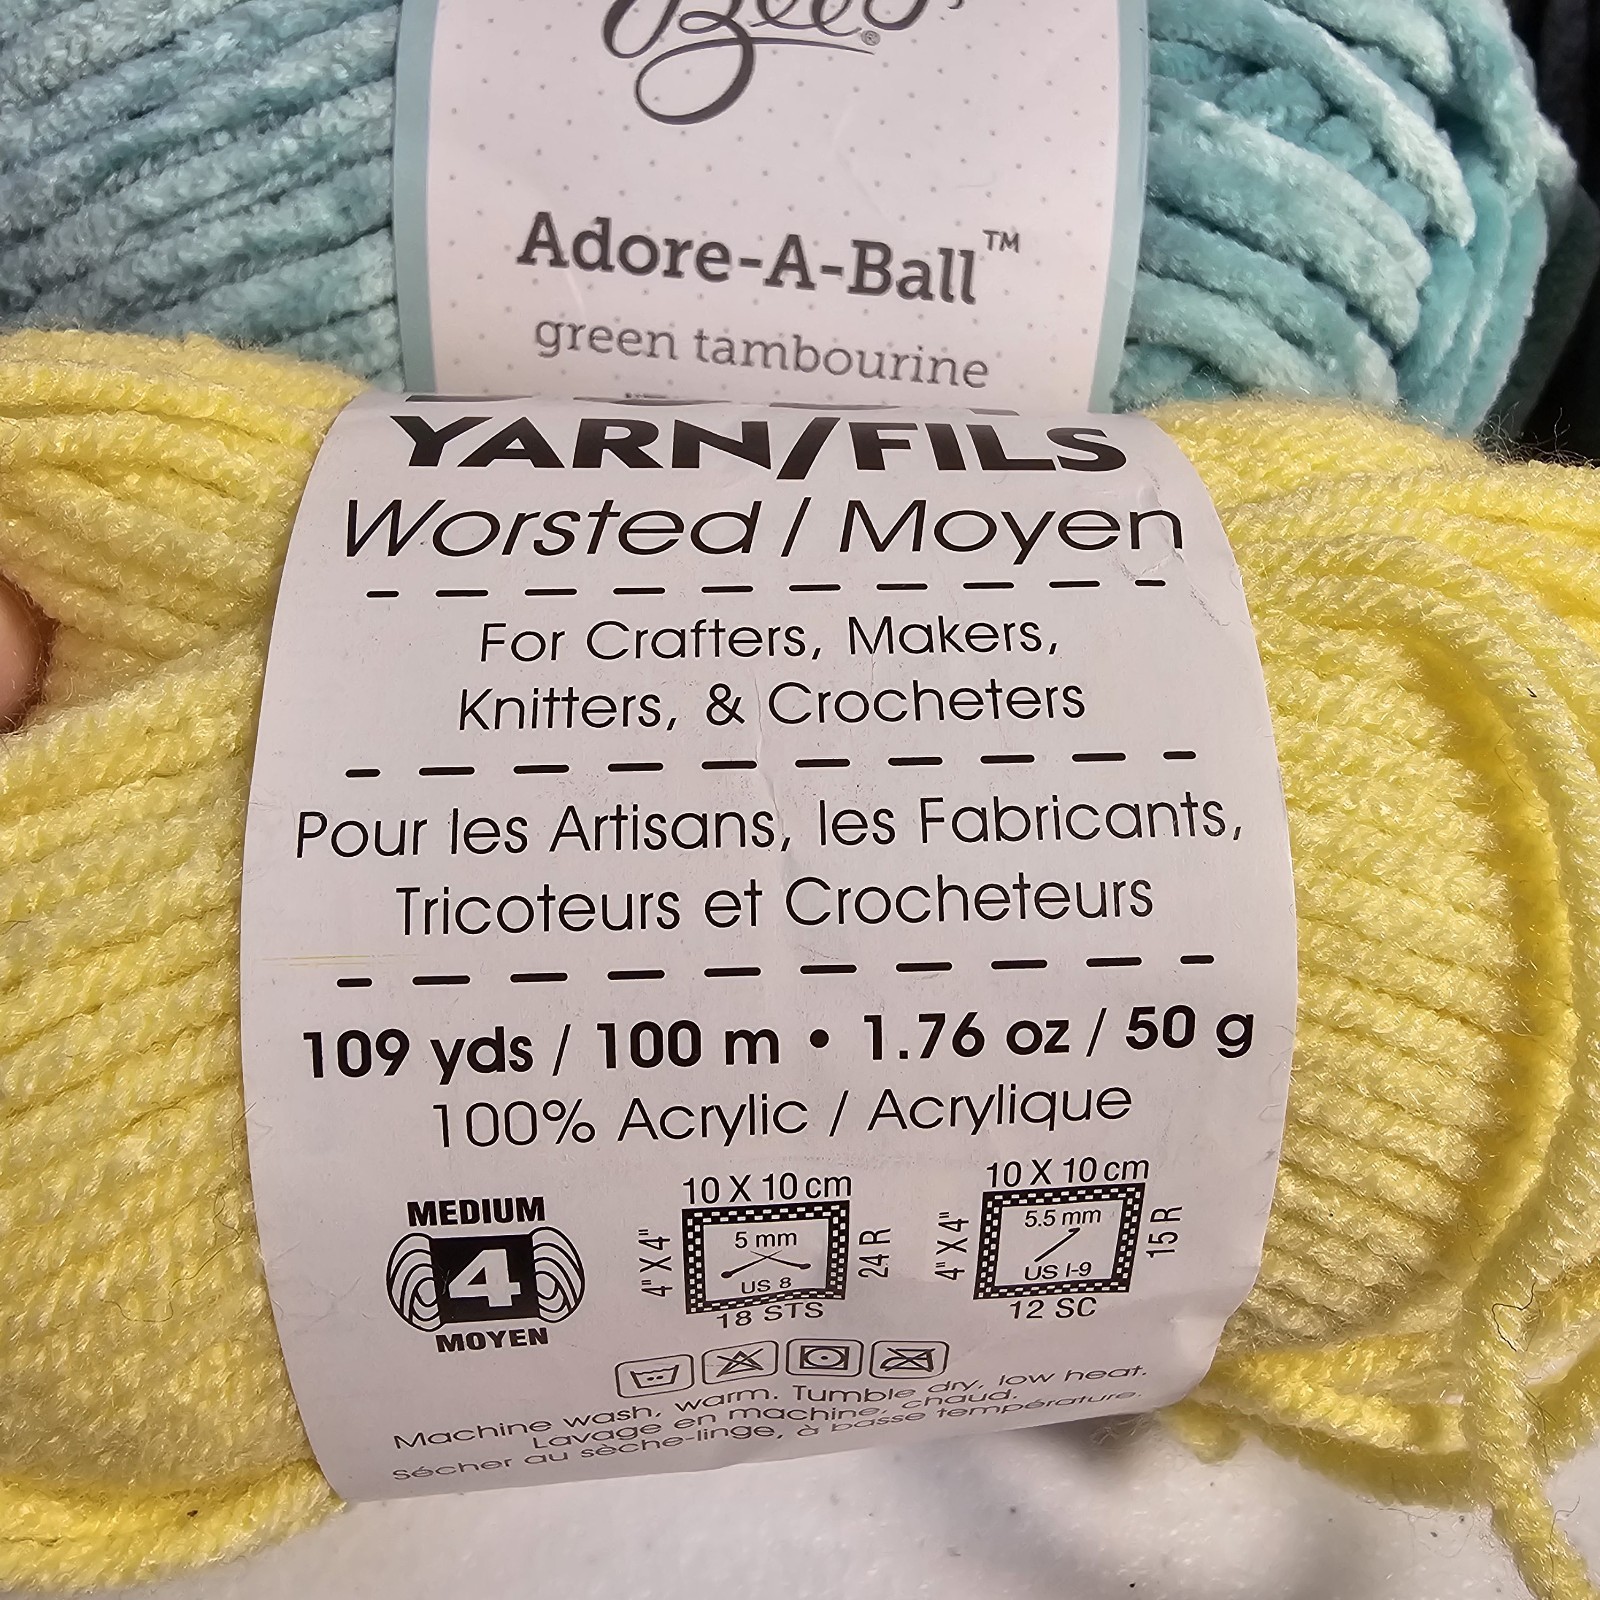 Bees®
Adore-A-Ball™
green tambourine
YARN/FILS
Worsted / Moyen
For Crafters, Makers,
Knitters, & Crocheters
Pour les Artisans, les Fabricants,
Tricoteurs et Crocheteurs
109 yds / 100 m • 1.76 oz / 50 g
100% Acrylic / Acrylique
MEDIUM
4
MOYEN
10 X 10 cm
4" X 4"
5 mm
US 8
24 R
18 STS
10 X 10 cm
4" X 4"
5.5 mm
US I-9
15 R
12 SC
Machine wash, warm. Tumble dry, low heat.
Lavage en machine, chaud.
Sécher au sèche-linge, à basse température.